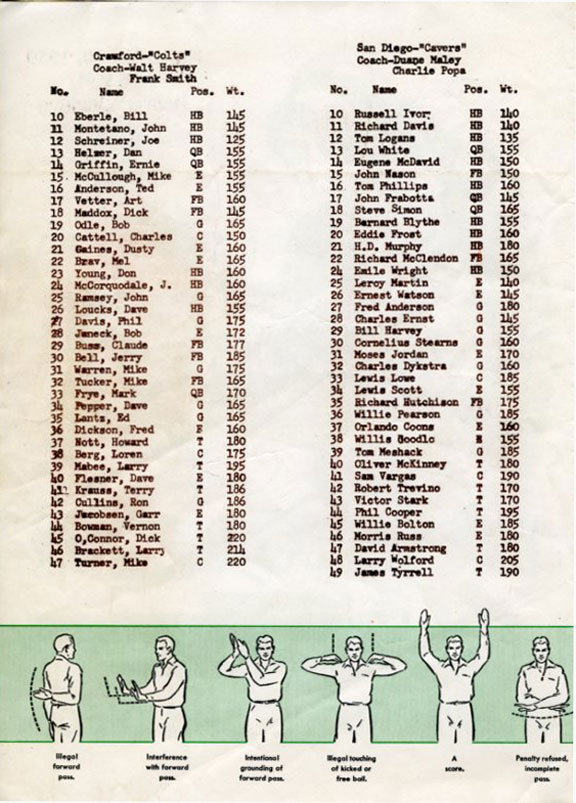 Crawford-"Colts"
Coach-Walt Harvey
Frank Smith
No. Name Pos. Wt.
10 Eberle, Bill HB 145
11 Montetano, John HB 145
12 Schreiner, Joe HB 125
13 Helzer, Dan QB 155
14 Griffin, Ernie QB 155
15 McCullough, Mike E 155
16 Anderson, Ted E 155
17 Vetter, Art FB 160
18 Maddox, Dick FB 145
19 Odle, Bob G 165
20 Cattell, Charles C 150
21 Gaines, Dusty E 160
22 Brav, Mel E 165
23 Young, Don HB 160
24 McCorquodale, J. HB 160
25 Ramsey, John G 165
26 Loucks, Dave HB 155
27 Davis, Phil G 175
28 Janeck, Bob E 172
29 Buss, Claude FB 177
30 Bell, Jerry FB 185
31 Warren, Mike G 175
32 Tucker, Mike FB 165
33 Frye, Mark QB 170
34 Pepper, Dave G 165
35 Lantz, Ed G 165
36 Dickson, Fred E 160
37 Nott, Howard T 180
38 Berg, Loren C 175
39 Mabee, Larry T 195
40 Flesner, Dave E 180
41 Krauss, Terry T 186
42 Cullins, Ron G 186
43 Jacobsen, Garr E 180
44 Bowman, Vernon T 180
45 O,Connor, Dick T 220
46 Brackett, Larry T 214
47 Turner, Mike C 220
San Diego-"Cavers"
Coach-Duane Maley
Charlie Popa
No. Name Pos. Wt.
10 Russell Ivor HB 140
11 Richard Davis HB 140
12 Tom Logans HB 135
13 Lou White QB 155
14 Eugene McDavid HB 150
15 John Nason FB 150
16 Tom Phillips HB 160
17 John Frabotta QB 145
18 Steve Simon QB 165
19 Barnard Blythe HB 155
20 Eddie Frost HB 160
21 H.D. Murphy HB 180
22 Richard McClendon FB 165
24 Emile Wright HB 150
25 Leroy Martin E 140
26 Ernest Watson E 145
27 Fred Anderson G 180
28 Charles Ernst G 145
29 Bill Harvey G 155
30 Cornelius Stearns G 160
31 Moses Jordan E 170
32 Charles Dykstra G 160
33 Lewis Lowe C 185
34 Lewis Scott E 155
35 Richard Hutchison FB 175
36 Willie Pearson G 185
37 Orlando Coons E 160
38 Willis Goodlo E 155
39 Tom Meshack G 185
40 Oliver McKinney T 180
41 Sam Vargas C 190
42 Robert Trevino T 170
43 Victor Stark T 170
44 Phil Cooper T 195
45 Willie Bolton E 185
46 Morris Russ E 180
47 David Armstrong T 180
48 Larry Wolford C 205
49 James Tyrrell T 190
Illegal
forward
pass.
Interference
with forward
pass.
Intentional
grounding of
forward pass.
Illegal touching
of kicked or
free ball.
A
score.
Penalty refused,
incomplete
pass.